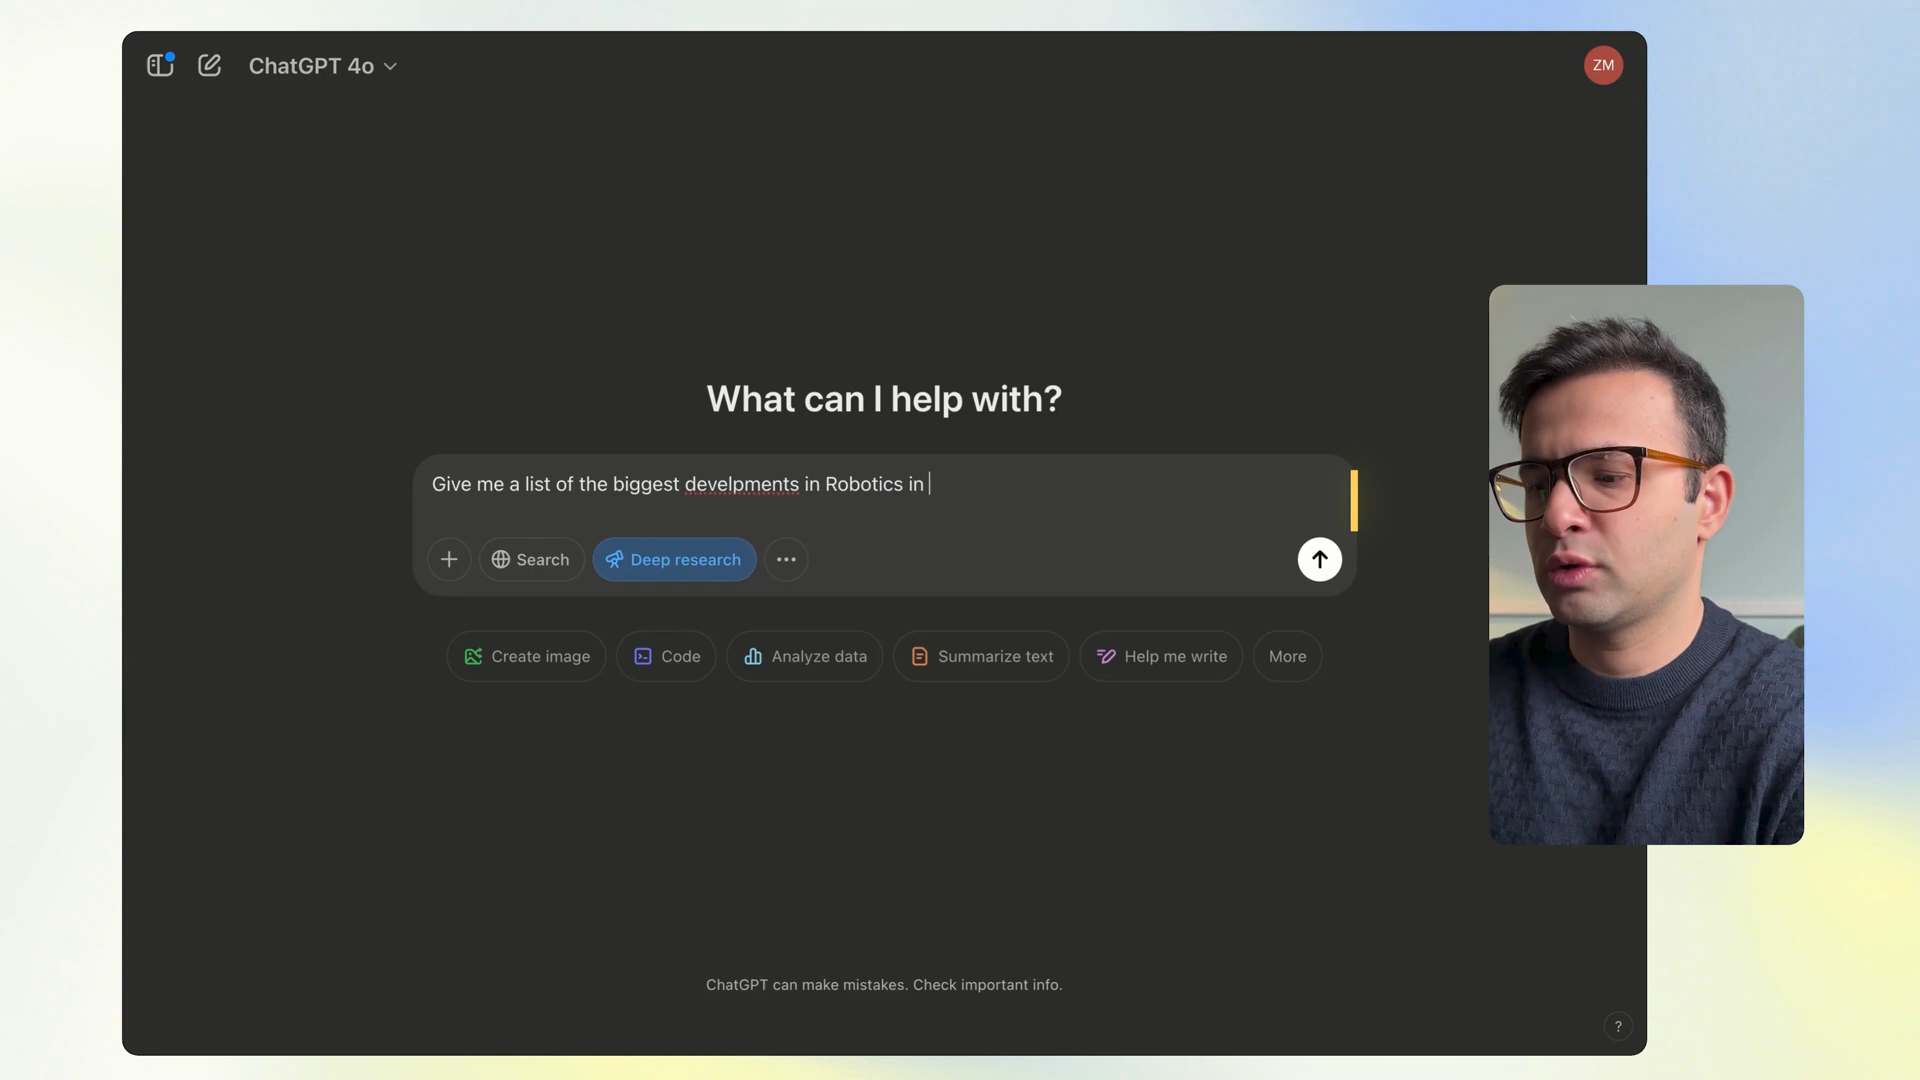 ChatGPT 4o
ZM
What can I help with?
Give me a list of the biggest develpments in Robotics in
Search
Deep research
Create image
Code
Analyze data
Summarize text
Help me write
More
ChatGPT can make mistakes. Check important info.
?